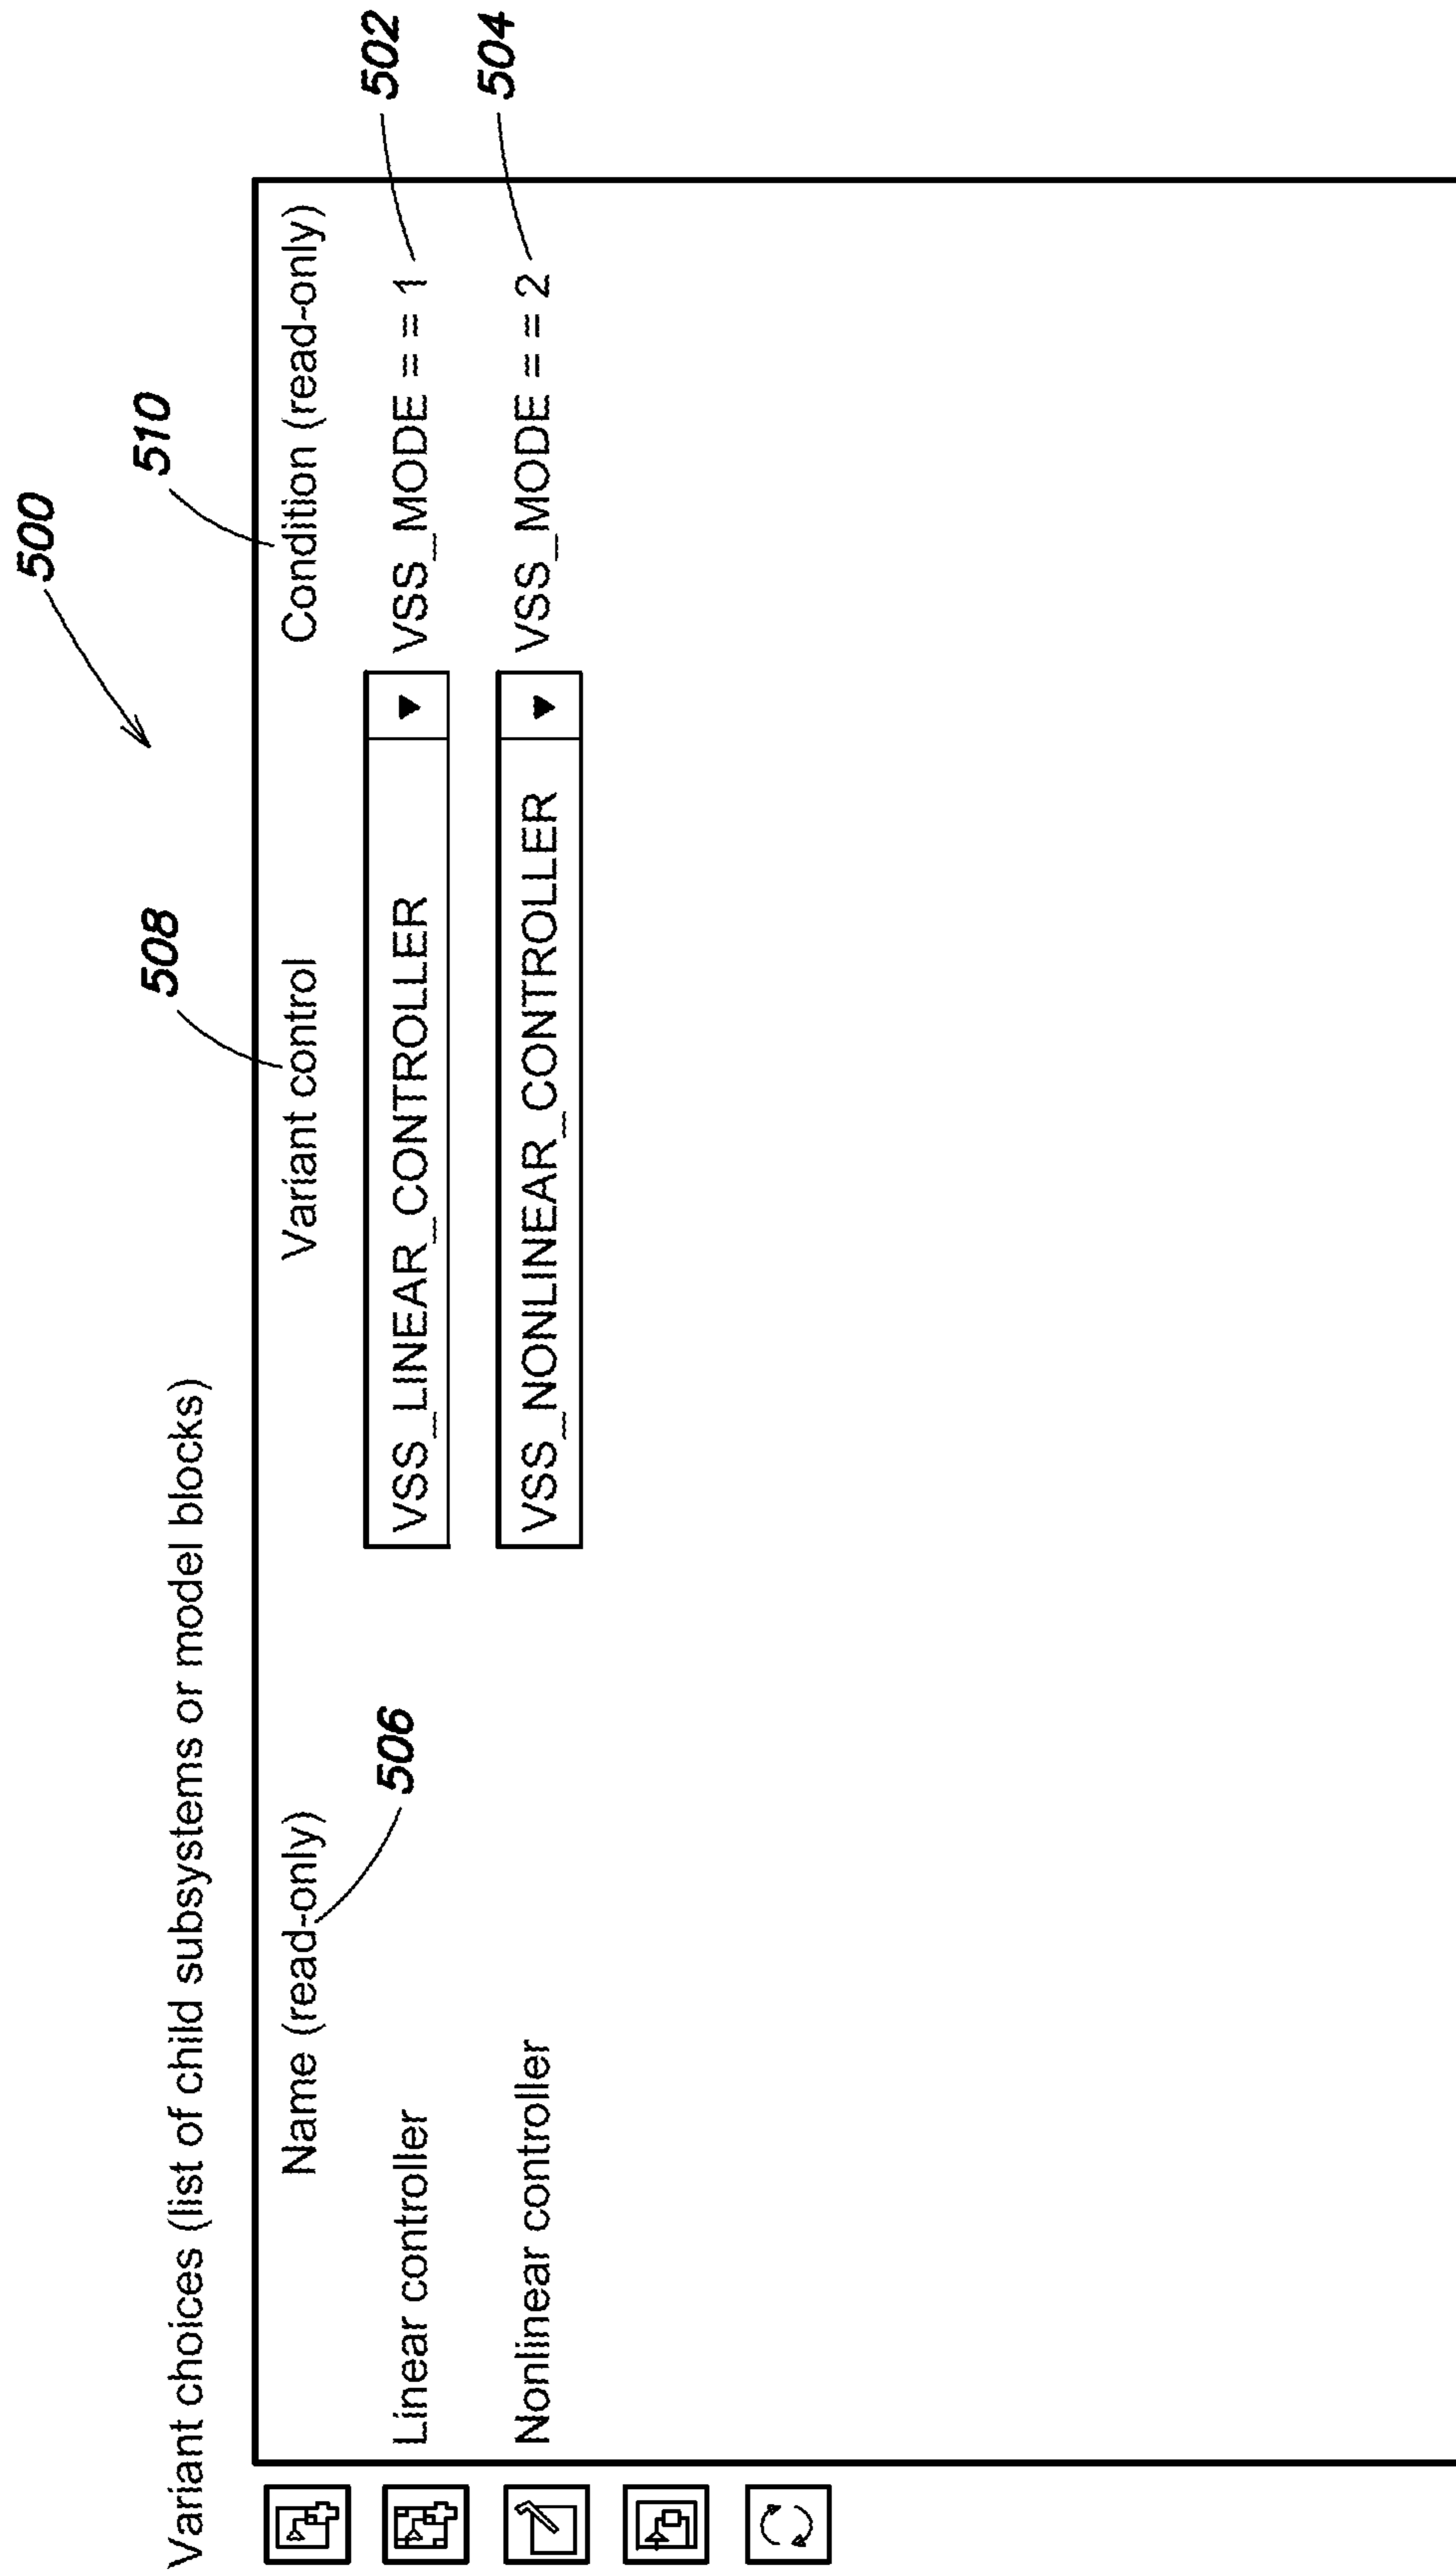 500
Variant choices (list of child subsystems or model blocks)
508
510
Name (read-only)
Variant control
Condition (read-only)
506
Linear controller
VSS_LINEAR_CONTROLLER
VSS_MODE = = 1
502
Nonlinear controller
VSS_NONLINEAR_CONTROLLER
VSS_MODE = = 2
504